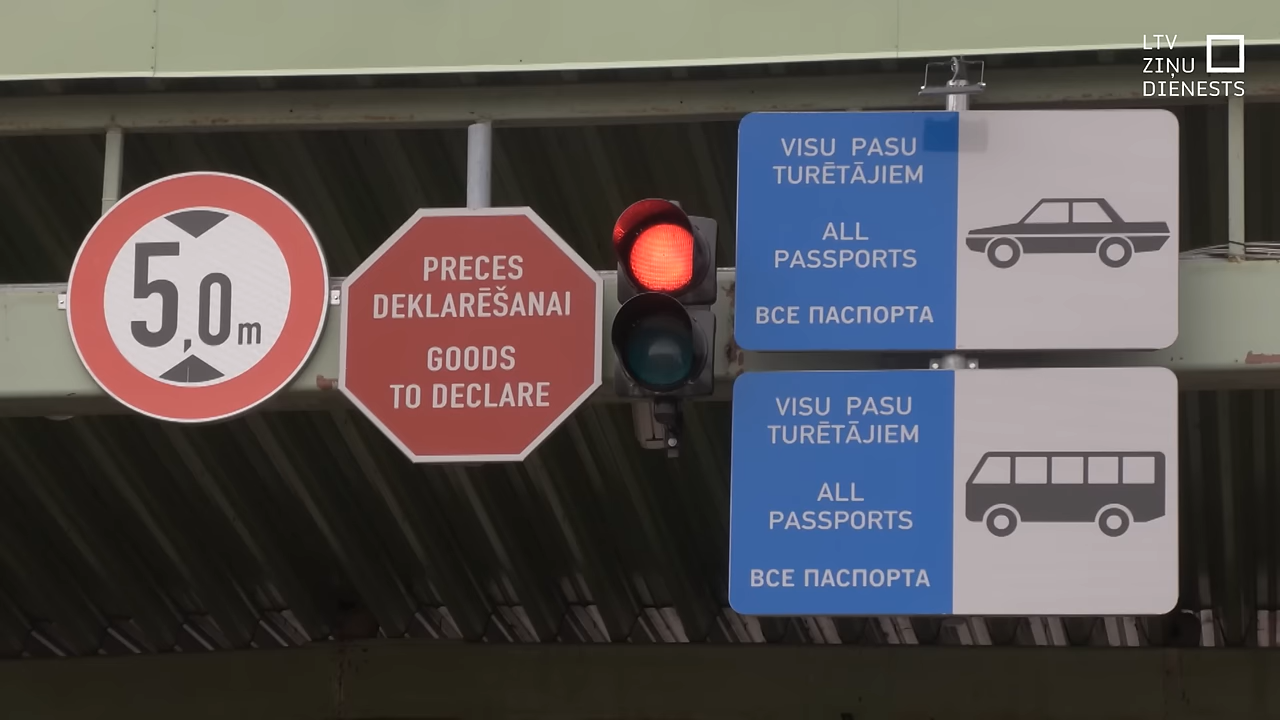 LTV
ZIŅU
DIENESTS
5,0m
PRECES
DEKLARĒŠANAI
GOODS
TO DECLARE
VISU PASU
TURĒTĀJIEM
ALL
PASSPORTS
ВСЕ ПАСПОРТА
VISU PASU
TURĒTĀJIEM
ALL
PASSPORTS
ВСЕ ПАСПОРТА